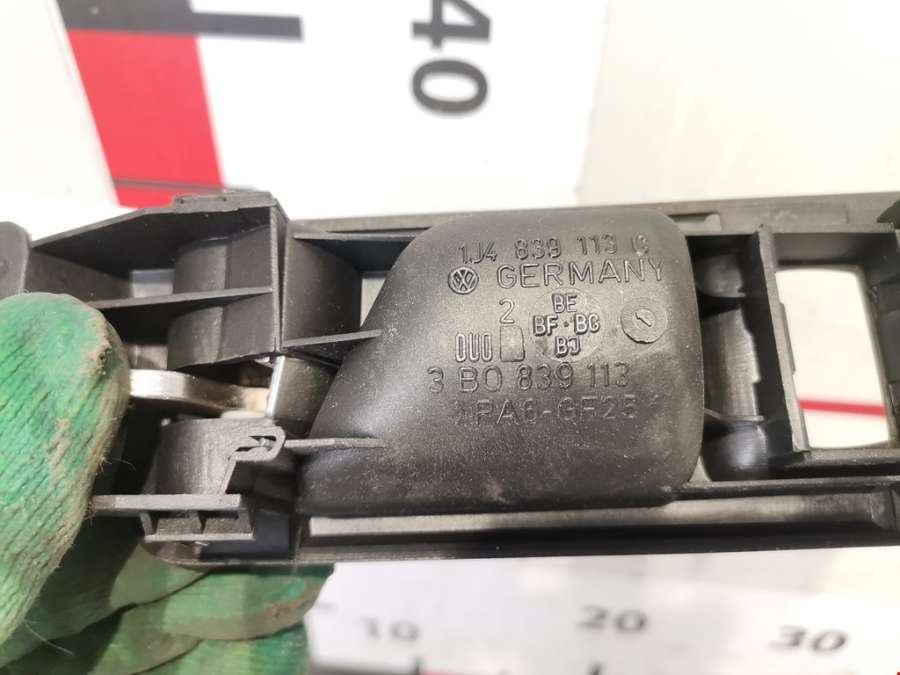 40
1J4 839 113 C
GERMANY
2
BE
BF · BG
BJ
DUO
3 B0 839 113
>PA6-GF25<
10
20
30